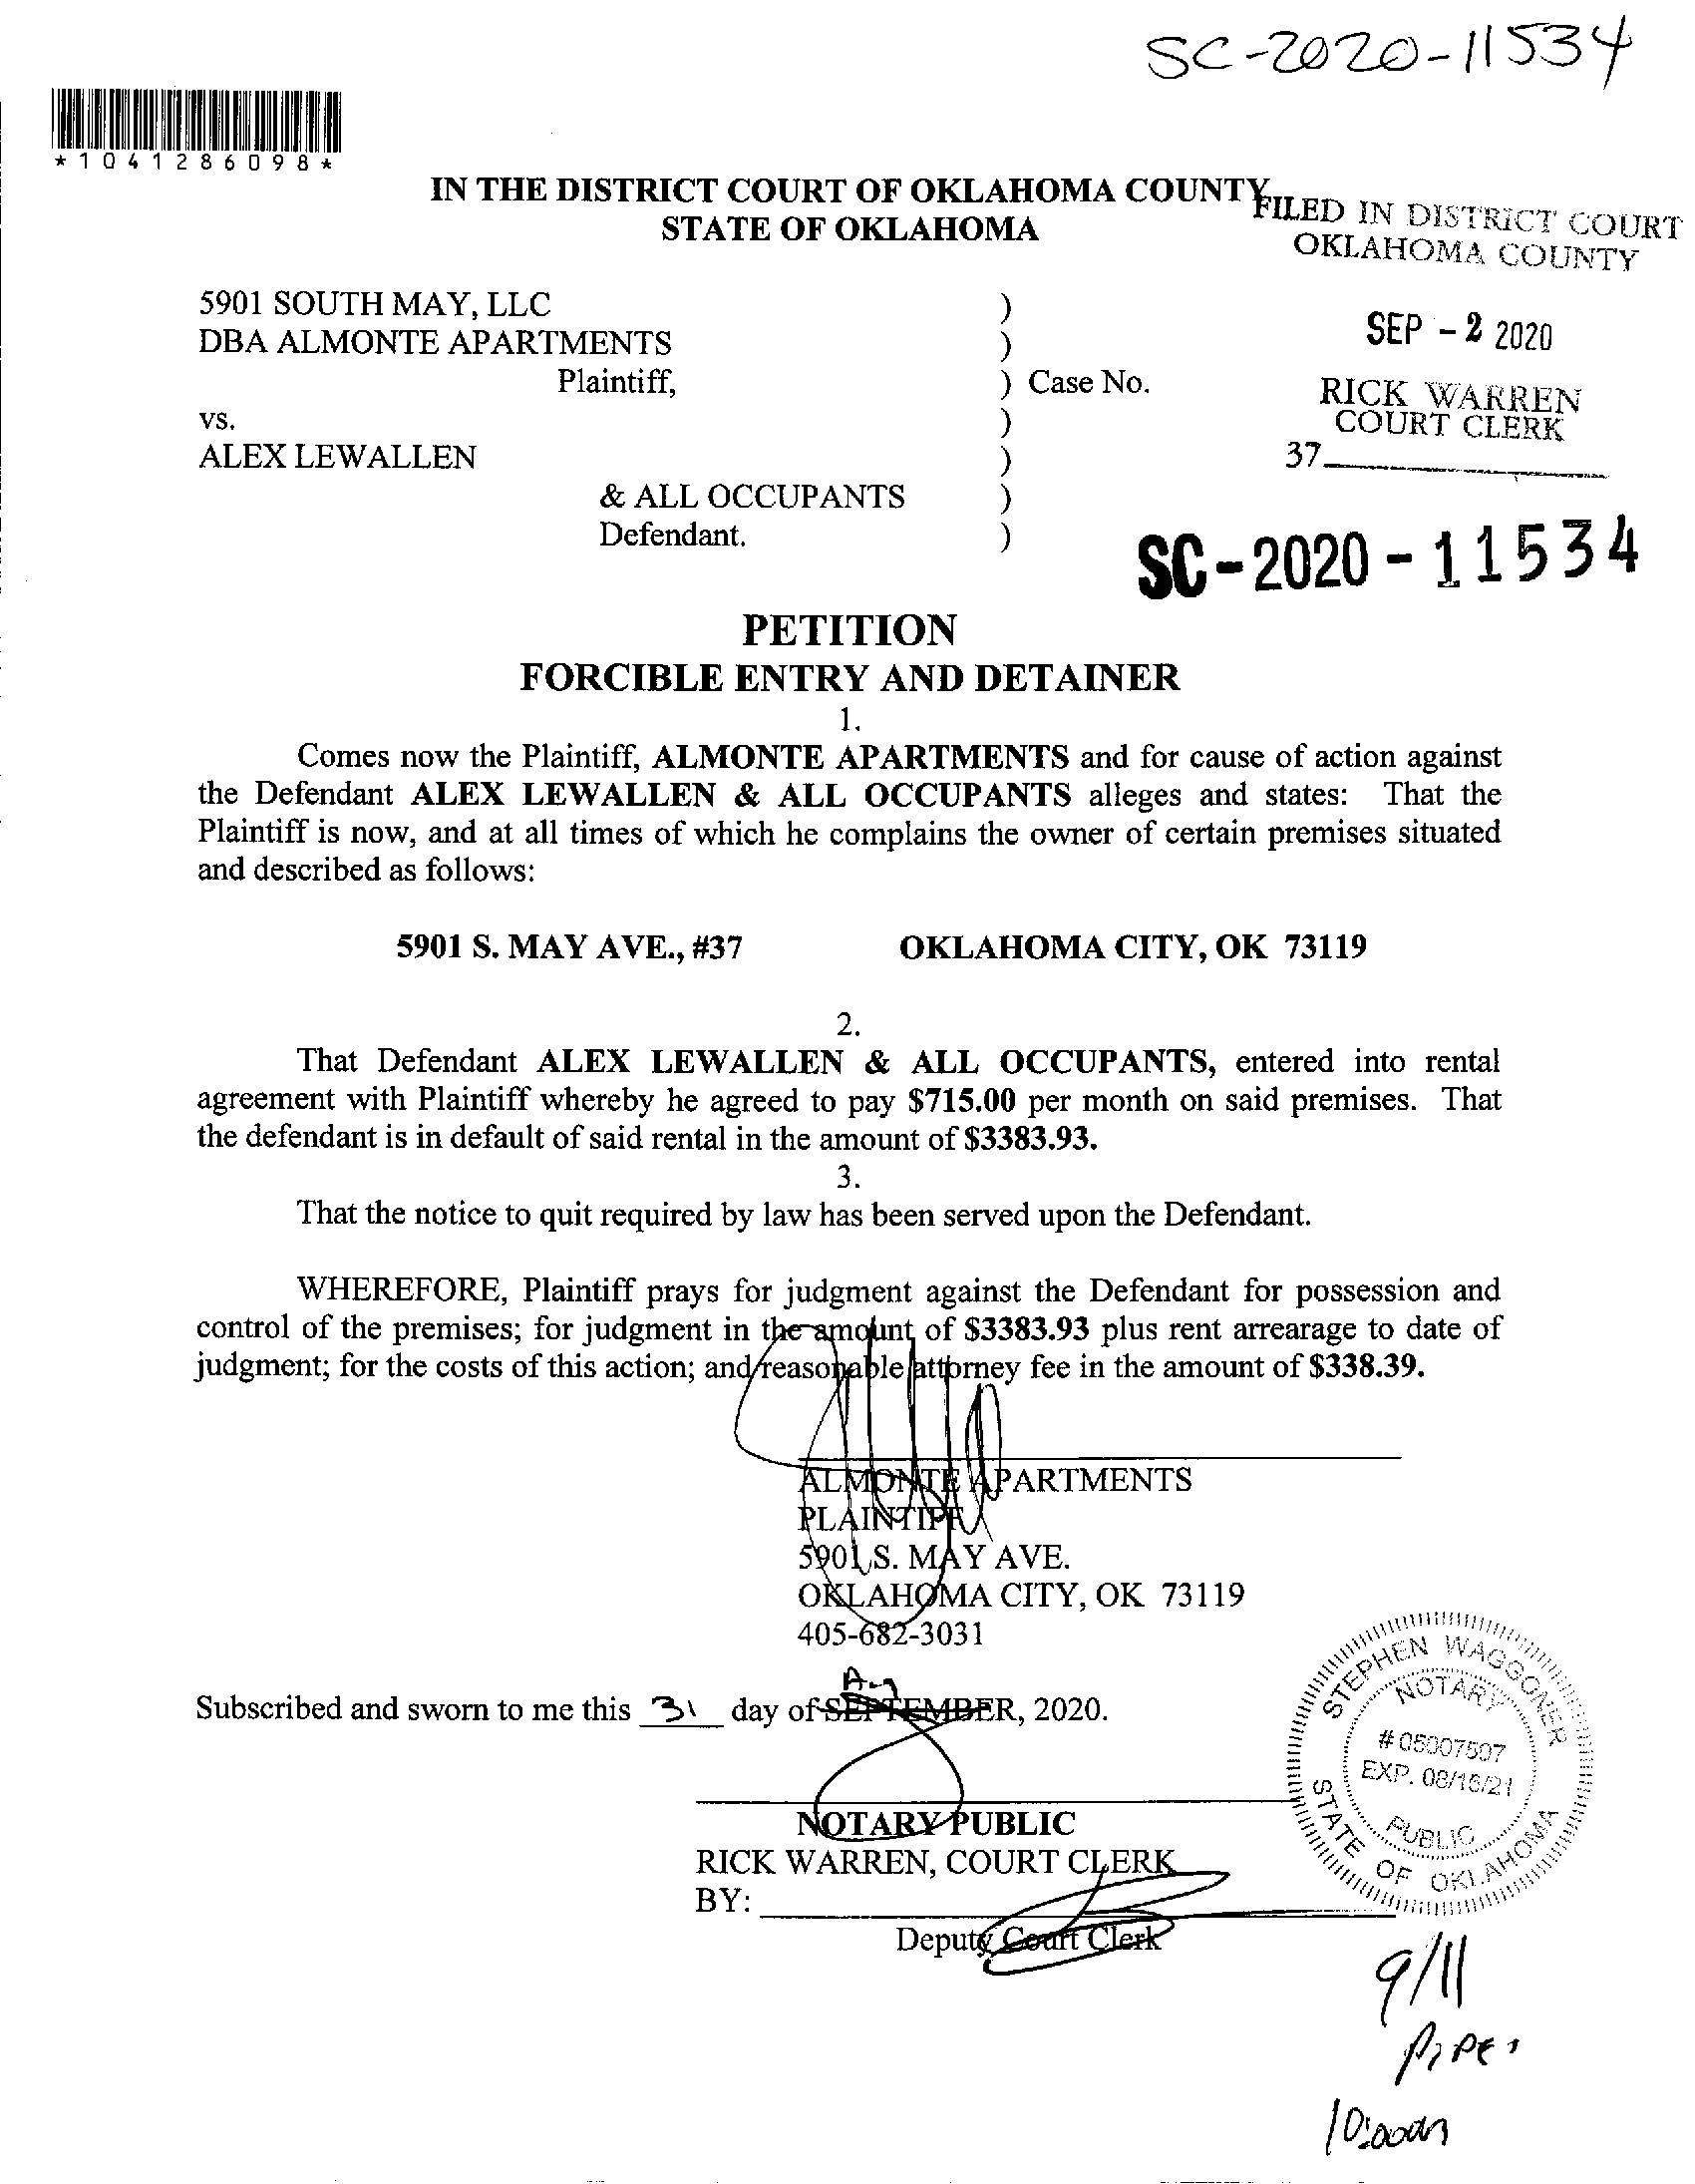 SC-2020-11534
*1041286098*
IN THE DISTRICT COURT OF OKLAHOMA COUNTY
STATE OF OKLAHOMA
FILED IN DISTRICT COURT
OKLAHOMA COUNTY
5901 SOUTH MAY, LLC )
DBA ALMONTE APARTMENTS )
SEP - 2 2020
Plaintiff, ) Case No.
RICK WARREN
COURT CLERK
vs. )
ALEX LEWALLEN )
37
& ALL OCCUPANTS )
Defendant. )
SC-2020-11534
PETITION
FORCIBLE ENTRY AND DETAINER
1.
Comes now the Plaintiff, ALMONTE APARTMENTS and for cause of action against
the Defendant ALEX LEWALLEN & ALL OCCUPANTS alleges and states: That the
Plaintiff is now, and at all times of which he complains the owner of certain premises situated
and described as follows:
5901 S. MAY AVE., #37 OKLAHOMA CITY, OK 73119
2.
That Defendant ALEX LEWALLEN & ALL OCCUPANTS, entered into rental
agreement with Plaintiff whereby he agreed to pay $715.00 per month on said premises. That
the defendant is in default of said rental in the amount of $3383.93.
3.
That the notice to quit required by law has been served upon the Defendant.
WHEREFORE, Plaintiff prays for judgment against the Defendant for possession and
control of the premises; for judgment in the amount of $3383.93 plus rent arrearage to date of
judgment; for the costs of this action; and reasonable attorney fee in the amount of $338.39.
ALMONTE APARTMENTS
PLAINTIFF
5901 S. MAY AVE.
OKLAHOMA CITY, OK 73119
405-682-3031
Aug
Subscribed and sworn to me this 31 day of SEPTEMBER, 2020.
NOTARY PUBLIC
RICK WARREN, COURT CLERK
BY:
Deputy Court Clerk
STEPHEN WAGGONER
NOTARY
# 05007507
EXP. 08/16/21
PUBLIC
STATE OF OKLAHOMA
9/11
10:00am